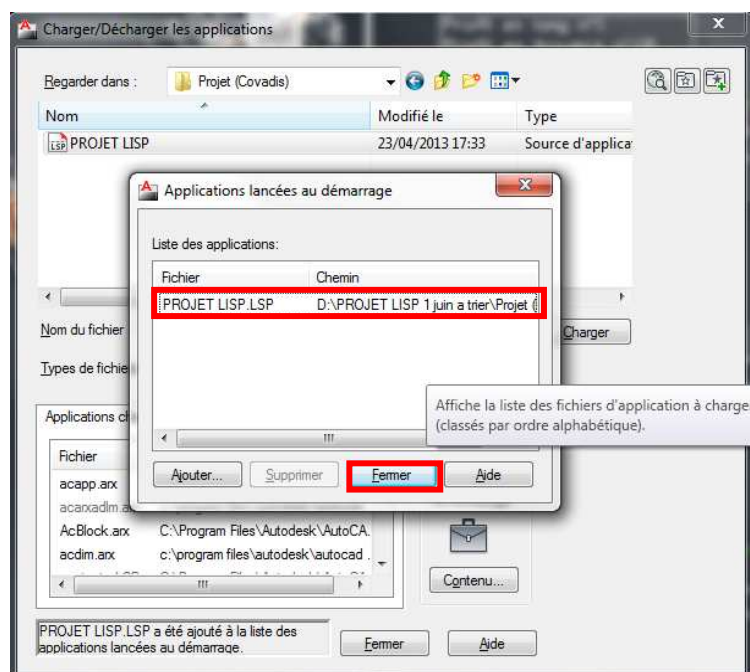 Charger/Décharger les applications
x
Regarder dans : Projet (Covadis)
Nom Modifié le Type
PROJET LISP 23/04/2013 17:33 Source d'applica
Applications lancées au démarrage
Liste des applications:
Fichier Chemin
PROJET LISP.LSP D:\PROJET LISP 1 juin a trier\Projet (
Nom du fichier Charger
Types de fichie
Affiche la liste des fichiers d'application à charge
(classés par ordre alphabétique).
Applications c
Ajouter... Supprimer Fermer Aide
Fichier
acapp.arx
acarxadlm.a
AcBlock.arx C:\Program Files\Autodesk\AutoCA.
acdim.arx c:\program files\autodesk\autocad .
Contenu...
PROJET LISP.LSP a été ajouté à la liste des
applications lancées au démarrage.
Fermer Aide